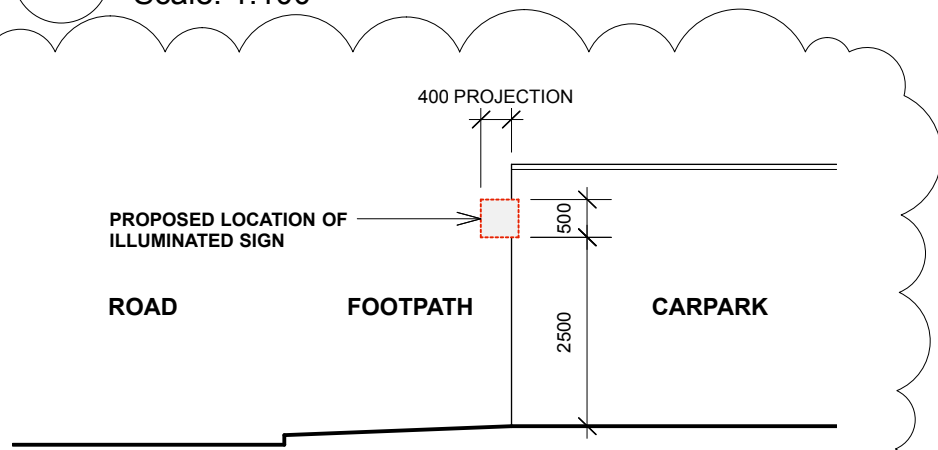 Scale: 1:100
400 PROJECTION
PROPOSED LOCATION OF
ILLUMINATED SIGN
500
ROAD
FOOTPATH
CARPARK
2500